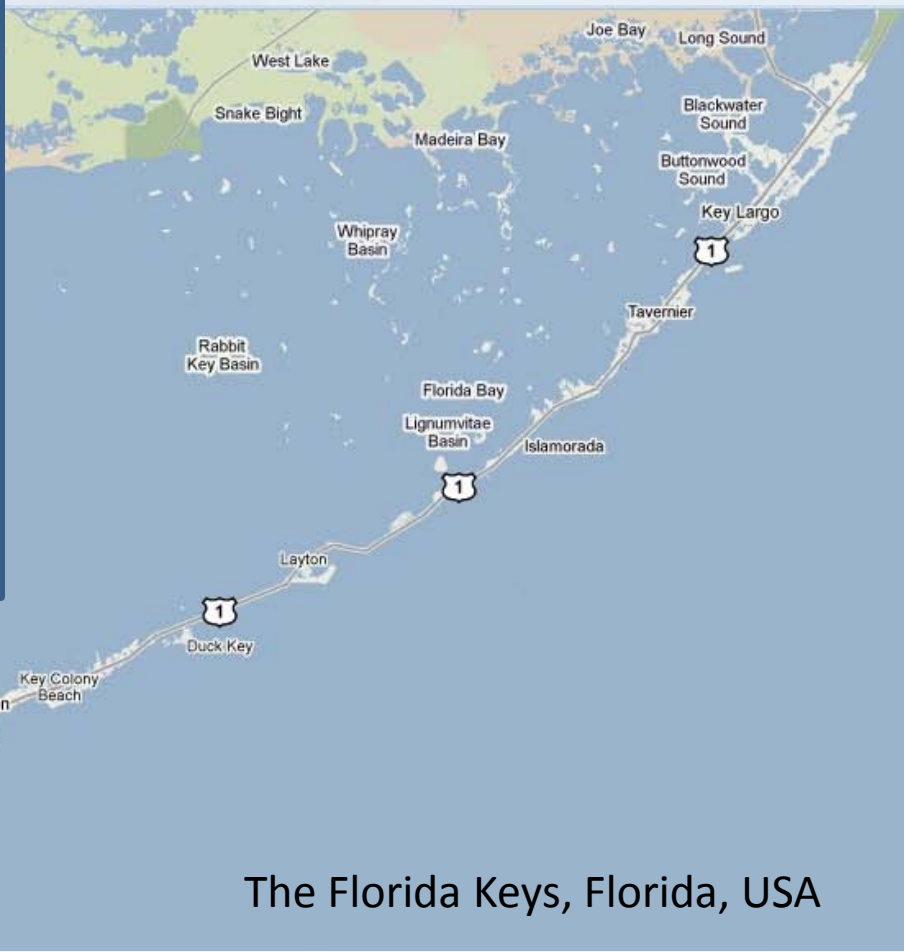 Joe Bay
Long Sound
West Lake
Snake Bight
Blackwater
Sound
Madeira Bay
Buttonwood
Sound
Key Largo
Whipray
Basin
1
Tavernier
Rabbit
Key Basin
Florida Bay
Lignumvitae
Basin
Islamorada
1
Layton
1
Duck Key
Key Colony
Beach
n
The Florida Keys, Florida, USA